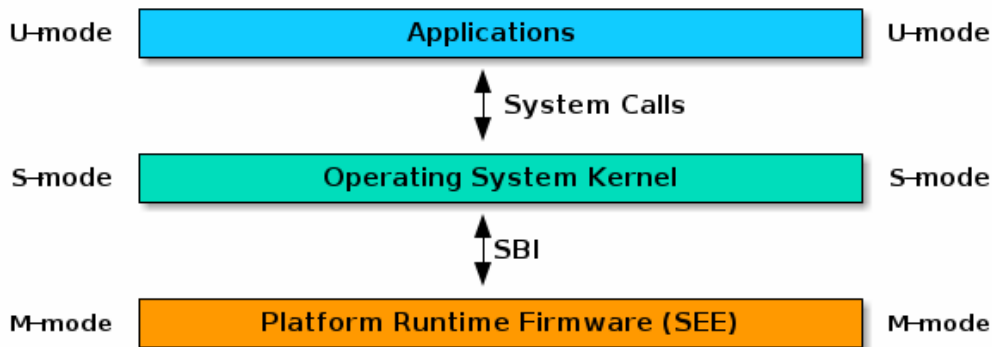 U-mode Applications U-mode
System Calls
S-mode Operating System Kernel S-mode
SBI
M-mode Platform Runtime Firmware (SEE) M-mode